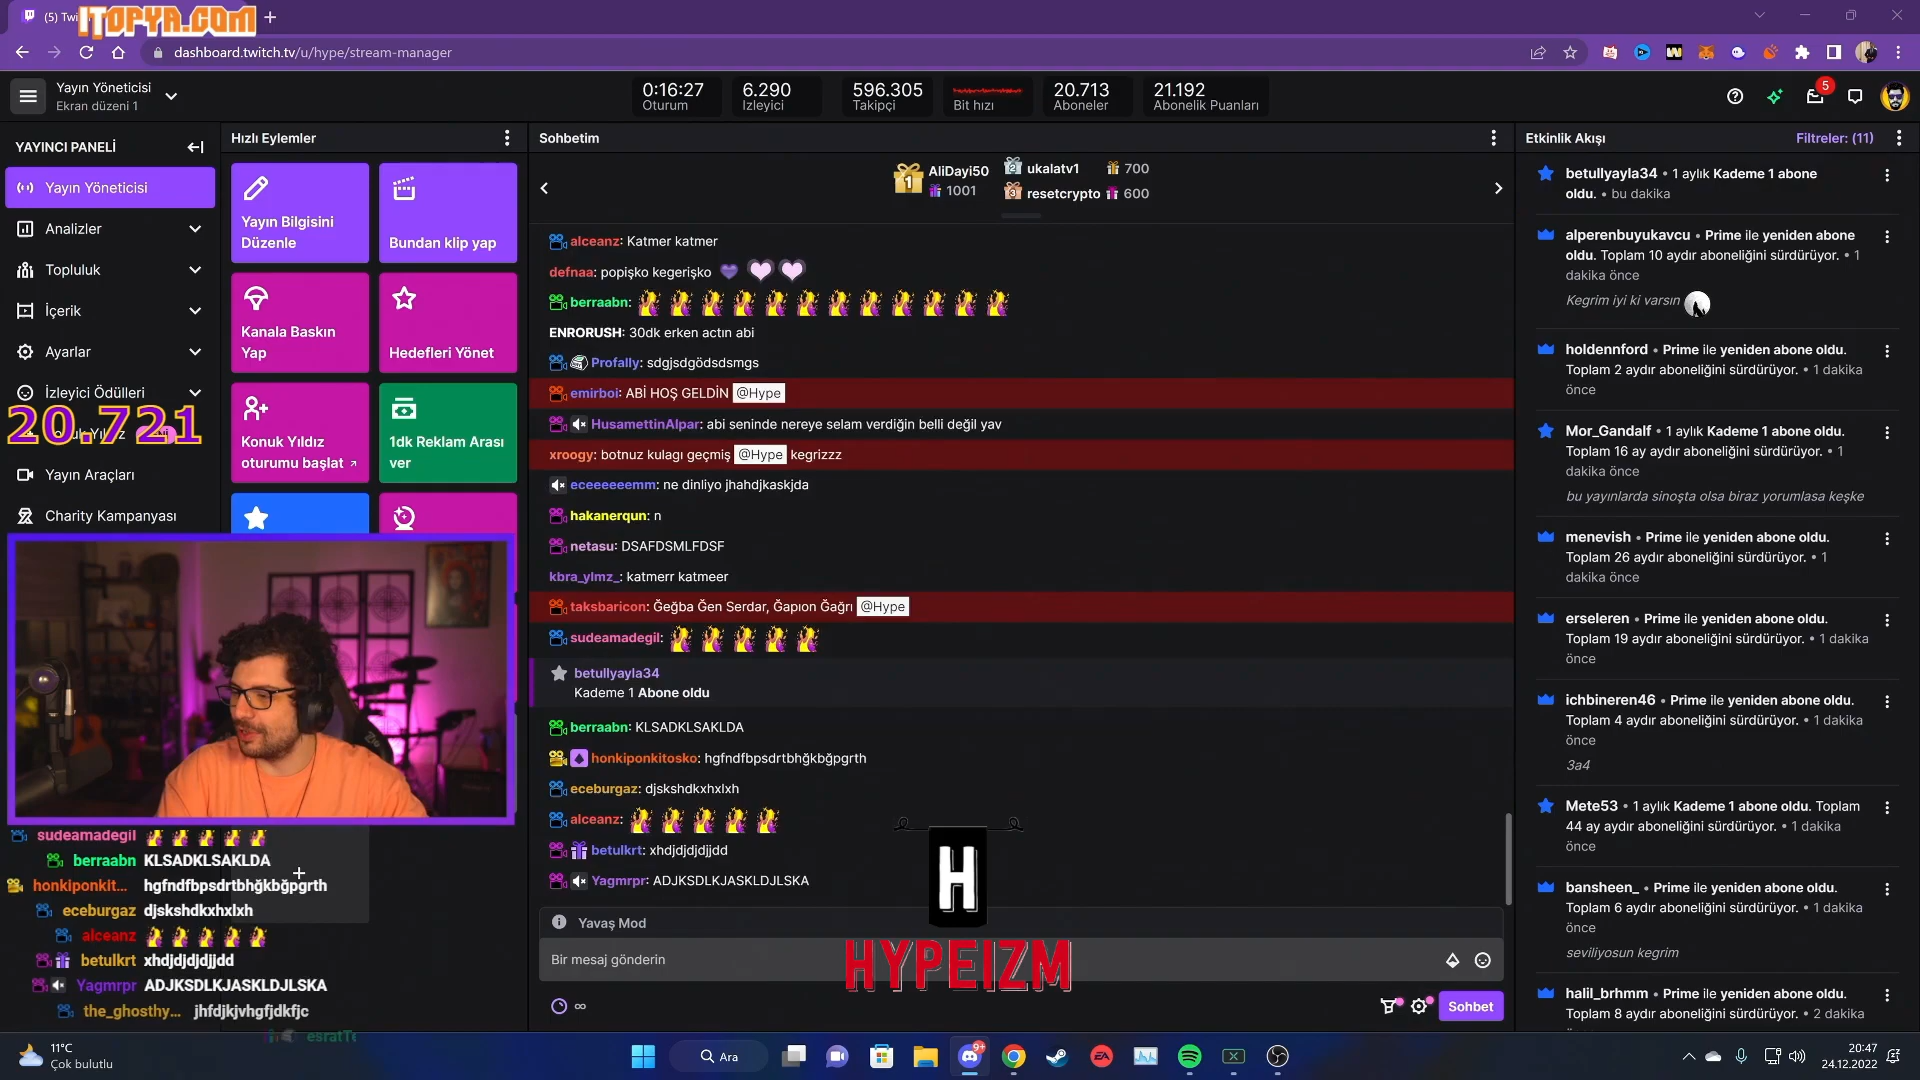 (5) Twi
iTOPYA.COM
dashboard.twitch.tv/u/hype/stream-manager
Yayın Yöneticisi
Ekran düzeni 1
0:16:27
Oturum
6.290
İzleyici
596.305
Takipçi
Bit hızı
20.713
Aboneler
21.192
Abonelik Puanları
5
YAYINCI PANELİ
Yayın Yöneticisi
Analizler
Topluluk
İçerik
Ayarlar
İzleyici Ödülleri
20.721
Yayın Araçları
Charity Kampanyası
Hızlı Eylemler
Yayın Bilgisini
Düzenle
Bundan klip yap
Kanala Baskın
Yap
Hedefleri Yönet
Konuk Yıldız
oturumu başlat
1dk Reklam Arası
ver
Sohbetim
1 AliDayi50
1001
2 ukalatv1 700
3 resetcrypto 600
alceanz: Katmer katmer
defnaa: popişko kegerişko
berraabn:
ENRORUSH: 30dk erken actın abi
Profally: sdgjsdgödsdsmgs
emirboi: ABİ HOŞ GELDİN @Hype
HusamettinAlpar: abi seninde nereye selam verdiğin belli değil yav
xroogy: botnuz kulagı geçmiş @Hype kegrizzz
eceeeeeemm: ne dinliyo jhahdjkaskjda
hakanerqun: n
netasu: DSAFDSMLFDSF
kbra_ylmz_: katmerr katmeer
taksbaricon: Ğeğba Ğen Serdar, Ğapıon Ğağrı @Hype
sudeamadegil:
betullyayla34
Kademe 1 Abone oldu
berraabn: KLSADKLSAKLDA
honkiponkitosko: hgfndfbpsdrtbhğkbğpgrth
eceburgaz: djskshdkxhxlxh
alceanz:
betulkrt: xhdjdjdjdjjdd
Yagmrpr: ADJKSDLKJASKLDJLSKA
Yavaş Mod
Bir mesaj gönderin
∞
Sohbet
H
HYPEIZM
Etkinlik Akışı
Filtreler: (11)
betullyayla34 • 1 aylık Kademe 1 abone
oldu. • bu dakika
alperenbuyukavcu • Prime ile yeniden abone
oldu. Toplam 10 aydır aboneliğini sürdürüyor. • 1
dakika önce
Kegrim iyi ki varsın
holdennford • Prime ile yeniden abone oldu.
Toplam 2 aydır aboneliğini sürdürüyor. • 1 dakika
önce
Mor_Gandalf • 1 aylık Kademe 1 abone oldu.
Toplam 16 ay aydır aboneliğini sürdürüyor. • 1
dakika önce
bu yayınlarda sinoşta olsa biraz yorumlasa keşke
menevish • Prime ile yeniden abone oldu.
Toplam 26 aydır aboneliğini sürdürüyor. • 1
dakika önce
erseleren • Prime ile yeniden abone oldu.
Toplam 19 aydır aboneliğini sürdürüyor. • 1 dakika
önce
ichbineren46 • Prime ile yeniden abone oldu.
Toplam 4 aydır aboneliğini sürdürüyor. • 1 dakika
önce
3a4
Mete53 • 1 aylık Kademe 1 abone oldu. Toplam
44 ay aydır aboneliğini sürdürüyor. • 1 dakika
önce
bansheen_ • Prime ile yeniden abone oldu.
Toplam 6 aydır aboneliğini sürdürüyor. • 1 dakika
önce
seviliyosun kegrim
halil_brhmm • Prime ile yeniden abone oldu.
Toplam 8 aydır aboneliğini sürdürüyor. • 2 dakika
sudeamadegil
berraabn KLSADKLSAKLDA
honkiponkit... hgfndfbpsdrtbhğkbğpgrth
eceburgaz djskshdkxhxlxh
alceanz
betulkrt xhdjdjdjdjjdd
Yagmrpr ADJKSDLKJASKLDJLSKA
the_ghosthy... jhfdjkjvhgfjdkfjc
11°C
Çok bulutlu
Ara
9+
EA
20:47
24.12.2022